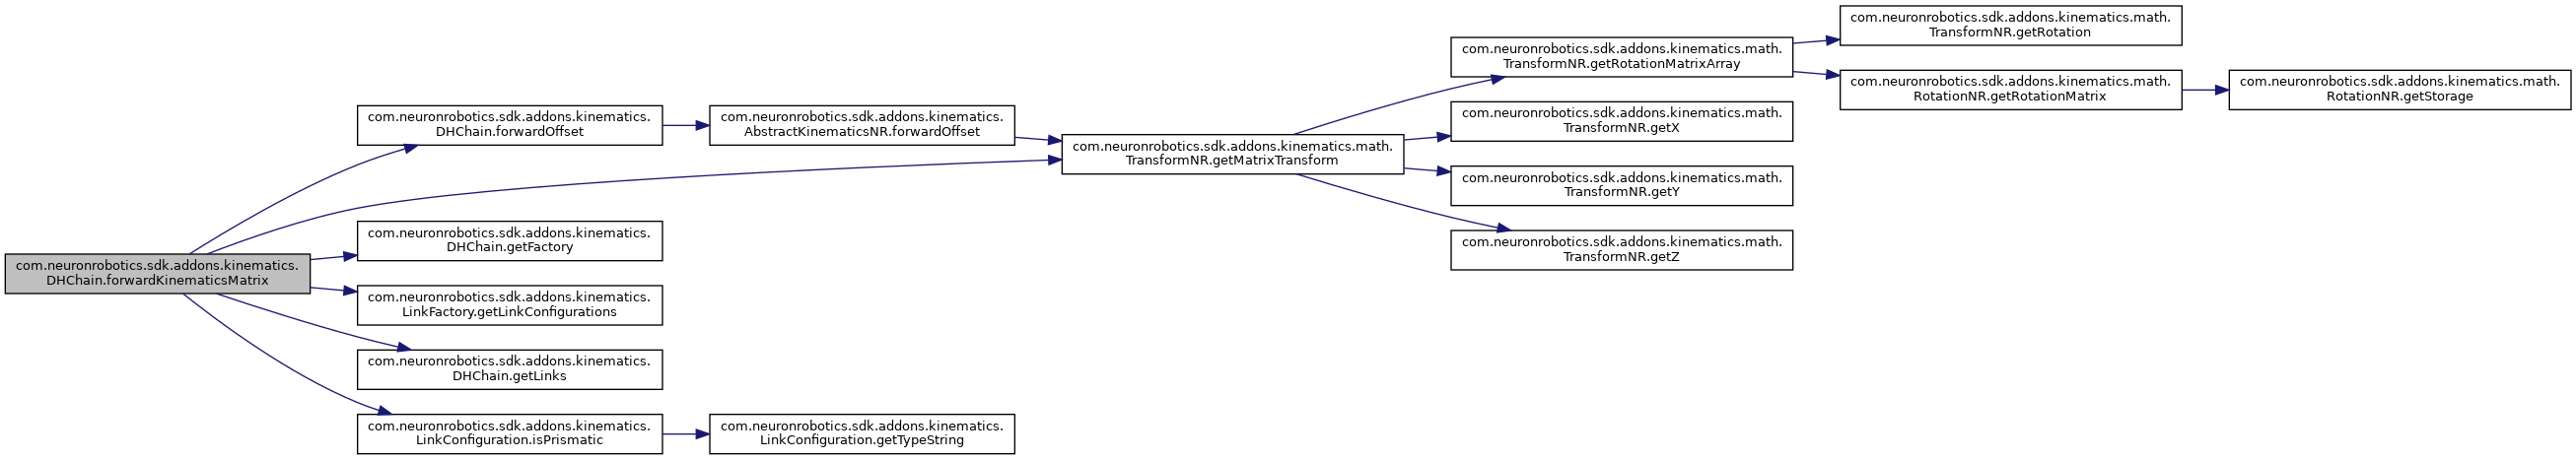 com.neuronrobotics.sdk.addons.kinematics.
DHChain.forwardKinematicsMatrix
com.neuronrobotics.sdk.addons.kinematics.
DHChain.forwardOffset
com.neuronrobotics.sdk.addons.kinematics.
AbstractKinematicsNR.forwardOffset
com.neuronrobotics.sdk.addons.kinematics.math.
TransformNR.getMatrixTransform
com.neuronrobotics.sdk.addons.kinematics.math.
TransformNR.getRotationMatrixArray
com.neuronrobotics.sdk.addons.kinematics.math.
TransformNR.getRotation
com.neuronrobotics.sdk.addons.kinematics.math.
RotationNR.getRotationMatrix
com.neuronrobotics.sdk.addons.kinematics.math.
RotationNR.getStorage
com.neuronrobotics.sdk.addons.kinematics.math.
TransformNR.getX
com.neuronrobotics.sdk.addons.kinematics.math.
TransformNR.getY
com.neuronrobotics.sdk.addons.kinematics.math.
TransformNR.getZ
com.neuronrobotics.sdk.addons.kinematics.
DHChain.getFactory
com.neuronrobotics.sdk.addons.kinematics.
LinkFactory.getLinkConfigurations
com.neuronrobotics.sdk.addons.kinematics.
DHChain.getLinks
com.neuronrobotics.sdk.addons.kinematics.
LinkConfiguration.isPrismatic
com.neuronrobotics.sdk.addons.kinematics.
LinkConfiguration.getTypeString